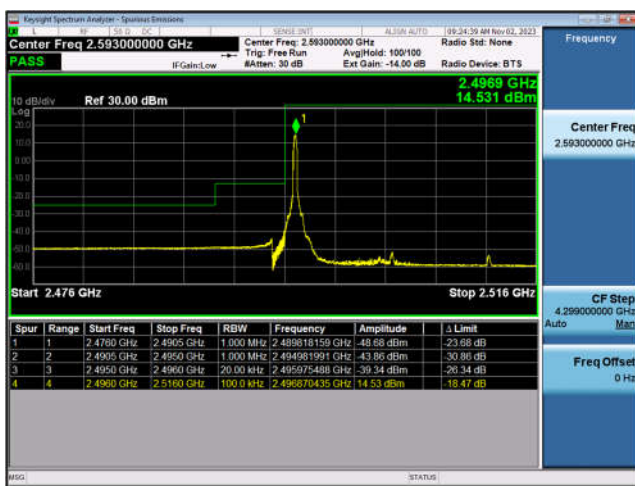 Keysight Spectrum Analyzer - Spurious Emissions
L RF 50 Ω DC SENSE:INT ALIGN AUTO 09:24:39 AM Nov 02, 2023
Center Freq 2.593000000 GHz Center Freq: 2.593000000 GHz Radio Std: None
Trig: Free Run Avg|Hold: 100/100
PASS IFGain:Low #Atten: 30 dB Ext Gain: -14.00 dB Radio Device: BTS
2.4969 GHz
14.531 dBm
10 dB/div Ref 30.00 dBm
Log
20.0
10.0
0.00
-10.0
-20.0
-30.0
-40.0
-50.0
-60.0
1
Start 2.476 GHz Stop 2.516 GHz
Spur Range Start Freq Stop Freq RBW Frequency Amplitude Δ Limit
1 1 2.4760 GHz 2.4905 GHz 1.000 MHz 2.489818159 GHz -48.68 dBm -23.68 dB
2 2 2.4905 GHz 2.4950 GHz 1.000 MHz 2.494981991 GHz -43.86 dBm -30.86 dB
3 3 2.4950 GHz 2.4960 GHz 20.00 kHz 2.495975488 GHz -39.34 dBm -26.34 dB
4 4 2.4960 GHz 2.5160 GHz 100.0 kHz 2.496870435 GHz 14.53 dBm -18.47 dB
MSG STATUS
Frequency
Center Freq
2.593000000 GHz
CF Step
4.299000000 GHz
Auto Man
Freq Offset
0 Hz